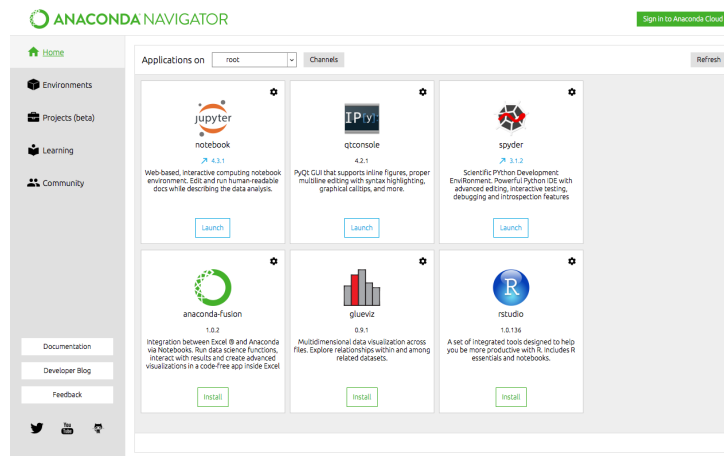 ANACONDA NAVIGATOR
Sign in to Anaconda Cloud
Home
Environments
Projects (beta)
Learning
Community
Documentation
Developer Blog
Feedback
You
Tube
Applications on
root
Channels
Refresh
jupyter
notebook
4.3.1
Web-based, interactive computing notebook
environment. Edit and run human-readable
docs while describing the data analysis.
Launch
IP[y]:
qtconsole
4.2.1
PyQt GUI that supports inline figures, proper
multiline editing with syntax highlighting,
graphical calltips, and more.
Launch
spyder
3.1.2
Scientific PYthon Development
EnviRonment. Powerful Python IDE with
advanced editing, interactive testing,
debugging and introspection features
Launch
anaconda-fusion
1.0.2
Integration between Excel ® and Anaconda
via Notebooks. Run data science functions,
interact with results and create advanced
visualizations in a code-free app inside Excel
Install
glueviz
0.9.1
Multidimensional data visualization across
files. Explore relationships within and among
related datasets.
Install
R
rstudio
1.0.136
A set of integrated tools designed to help
you be more productive with R. Includes R
essentials and notebooks.
Install